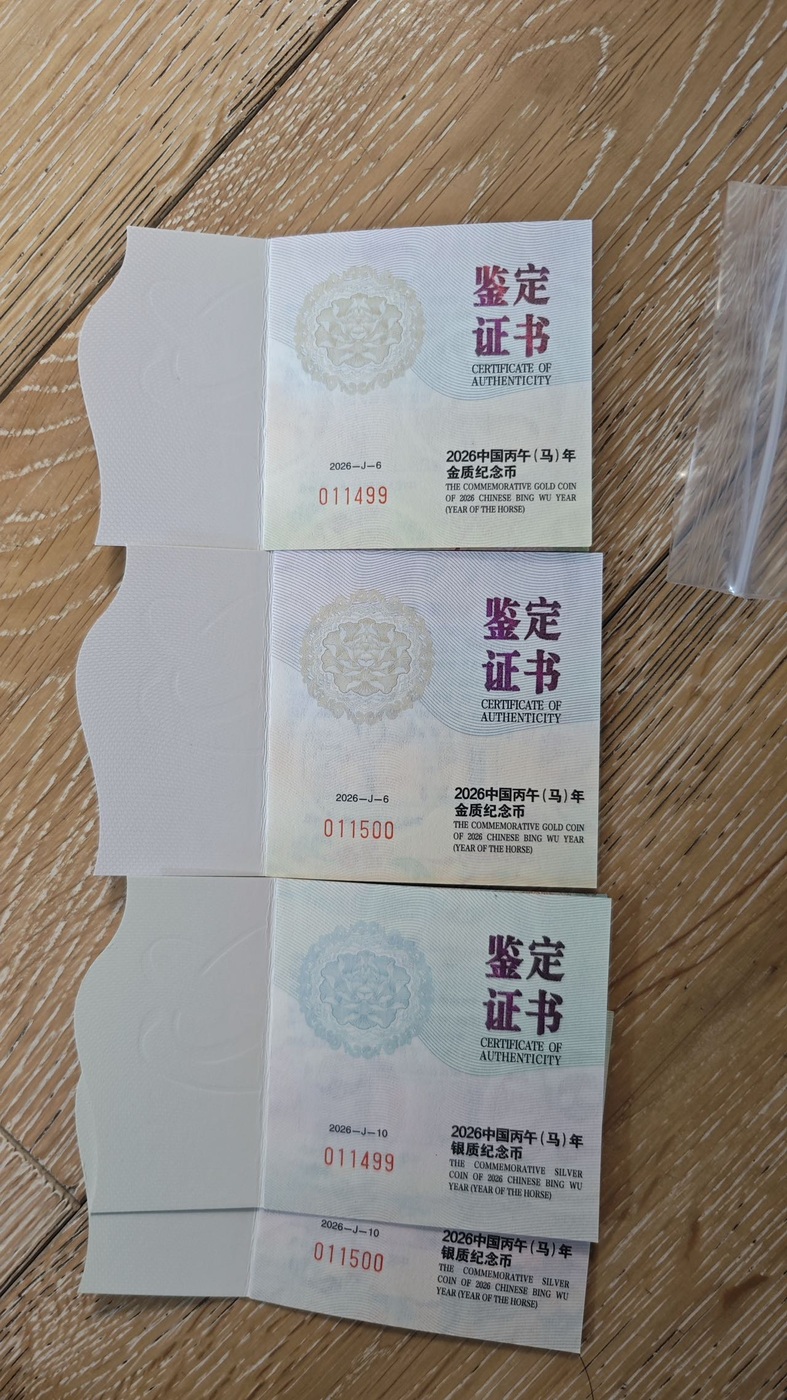 鉴定
证书
CERTIFICATE OF
AUTHENTICITY
2026—J—6
011499
2026中国丙午(马)年
金质纪念币
THE COMMEMORATIVE GOLD COIN
OF 2026 CHINESE BING WU YEAR
(YEAR OF THE HORSE)
鉴定
证书
CERTIFICATE OF
AUTHENTICITY
2026—J—6
011500
2026中国丙午(马)年
金质纪念币
THE COMMEMORATIVE GOLD COIN
OF 2026 CHINESE BING WU YEAR
(YEAR OF THE HORSE)
鉴定
证书
CERTIFICATE OF
AUTHENTICITY
2026—J—10
011499
2026中国丙午(马)年
银质纪念币
THE COMMEMORATIVE SILVER
COIN OF 2026 CHINESE BING WU
YEAR (YEAR OF THE HORSE)
2026—J—10
011500
2026中国丙午(马)年
银质纪念币
THE COMMEMORATIVE SILVER
COIN OF 2026 CHINESE BING WU
YEAR (YEAR OF THE HORSE)